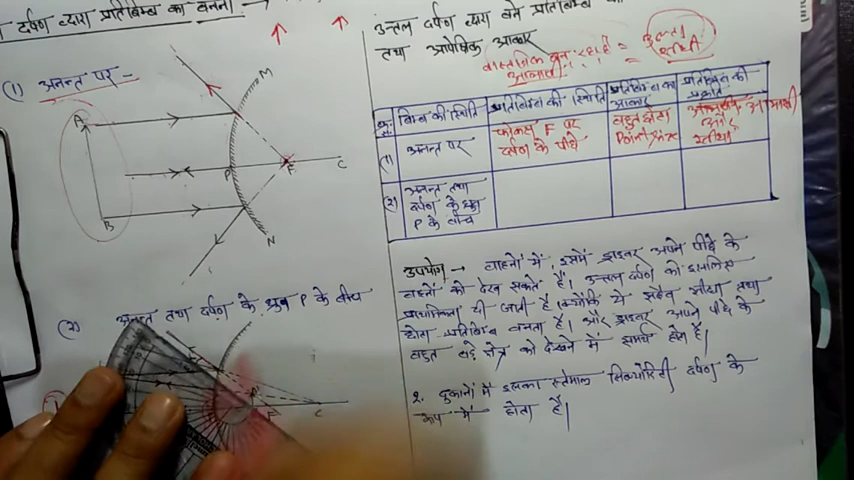 दर्पण द्वारा प्रतिबिम्ब का बनना →
(1) अनन्त पर -
A
B
M
P
F
C
N
(2) अनन्त तथा दर्पण के ध्रुव P के बीच
P
F
C
उत्तल दर्पण द्वारा बने प्रतिबिम्ब
तथा आपेक्षिक आकार
वास्तविक = उल्टा
आभासी = सीधा
क्र. सं. बिम्ब की स्थिति प्रतिबिम्ब की स्थिति प्रतिबिम्ब का आकार प्रतिबिम्ब की प्रकृति
(1) अनन्त पर फोकस F पर दर्पण के पीछे बहुत छोटा आभासी और सीधा
(2) अनन्त तथा दर्पण के ध्रुव P के बीच
उपयोग → वाहनों में, इसमें ड्राइवर अपने पीछे के
वाहनों को देख सकते हैं। उत्तल दर्पण को इसलिए
प्राथमिकता दी जाती है क्योंकि ये सदैव सीधा तथा
छोटा प्रतिबिम्ब बनता है। और ड्राइवर अपने पीछे के
बहुत बड़े क्षेत्र को देखने में समर्थ होते हैं।
2. दुकानों में इसका इस्तेमाल सिक्योरिटी दर्पण के
रूप में होता है।